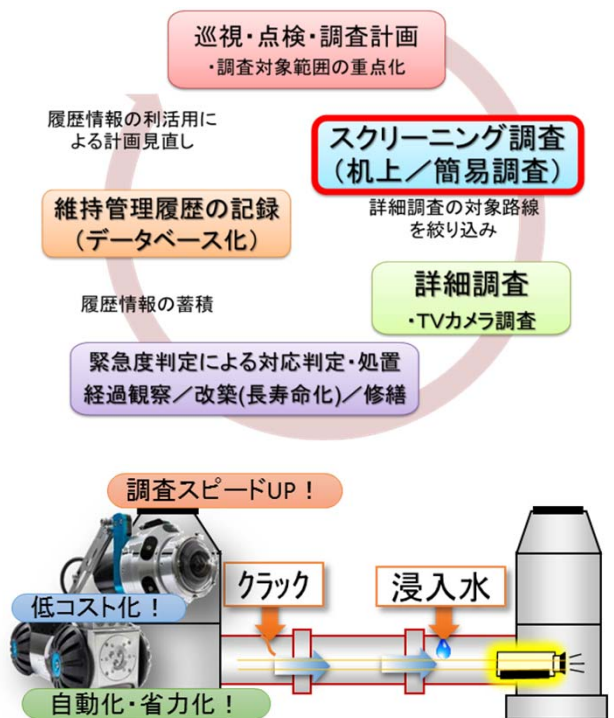 巡視・点検・調査計画
・調査対象範囲の重点化
履歴情報の利活用に
よる計画見直し
スクリーニング調査
(机上／簡易調査)
詳細調査の対象路線
を絞り込み
維持管理履歴の記録
(データベース化)
詳細調査
・TVカメラ調査
履歴情報の蓄積
緊急度判定による対応判定・処置
経過観察／改築(長寿命化)／修繕
調査スピードUP！
クラック
浸入水
低コスト化！
自動化・省力化！